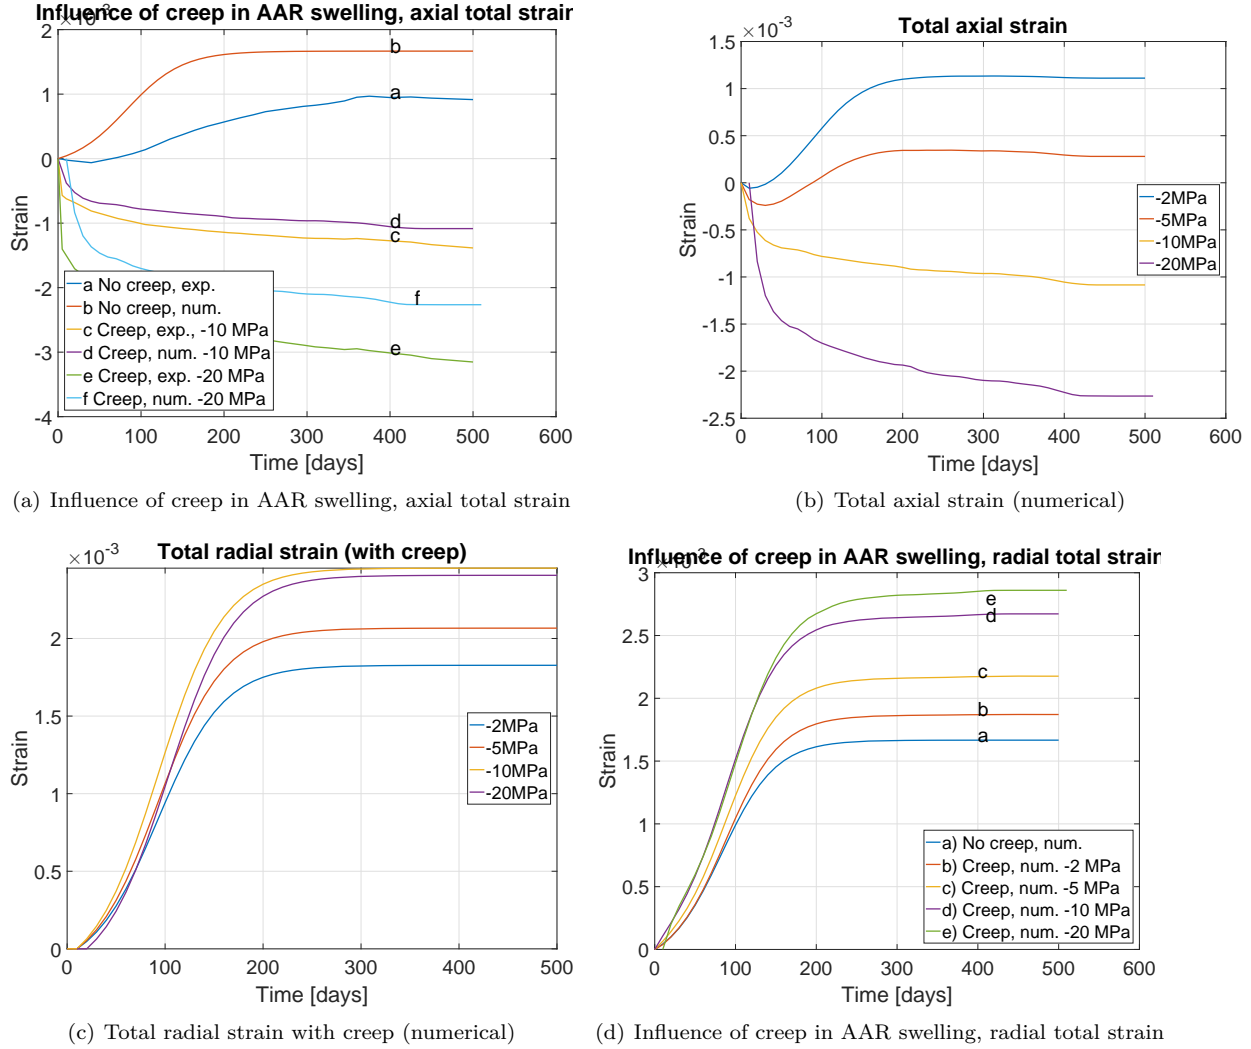 Influence of creep in AAR swelling, axial total strain
×10-3
2
1
0
-1
-2
-3
-4
Strain
b
a
d
c
f
e
a No creep, exp.
b No creep, num.
c Creep, exp., -10 MPa
d Creep, num. -10 MPa
e Creep, exp. -20 MPa
f Creep, num. -20 MPa
0 100 200 300 400 500 600
Time [days]
(a) Influence of creep in AAR swelling, axial total strain
×10-3
Total axial strain
1.5
1
0.5
0
-0.5
-1
-1.5
-2
-2.5
Strain
-2MPa
-5MPa
-10MPa
-20MPa
0 100 200 300 400 500 600
Time [days]
(b) Total axial strain (numerical)
×10-3
Total radial strain (with creep)
2
1.5
1
0.5
0
Strain
-2MPa
-5MPa
-10MPa
-20MPa
0 100 200 300 400 500
Time [days]
(c) Total radial strain with creep (numerical)
Influence of creep in AAR swelling, radial total strain
3
2.5
2
1.5
1
0.5
0
Strain
e
d
c
b
a
a) No creep, num.
b) Creep, num. -2 MPa
c) Creep, num. -5 MPa
d) Creep, num. -10 MPa
e) Creep, num. -20 MPa
0 100 200 300 400 500 600
Time [days]
(d) Influence of creep in AAR swelling, radial total strain